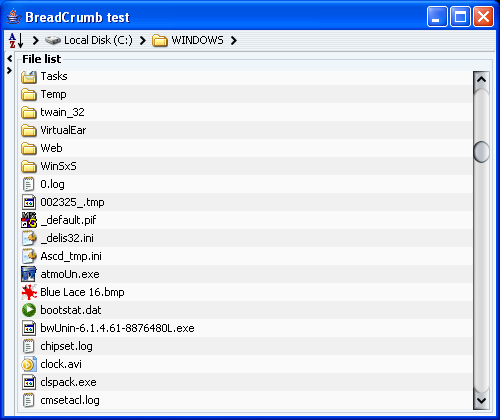 BreadCrumb test
A Z Local Disk (C:) WINDOWS
File list
Tasks
Temp
twain_32
VirtualEar
Web
WinSxS
0.log
002325_.tmp
_default.pif
_delis32.ini
Ascd_tmp.ini
atmoUn.exe
Blue Lace 16.bmp
bootstat.dat
bwUnin-6.1.4.61-8876480L.exe
chipset.log
clock.avi
clspack.exe
cmsetacl.log